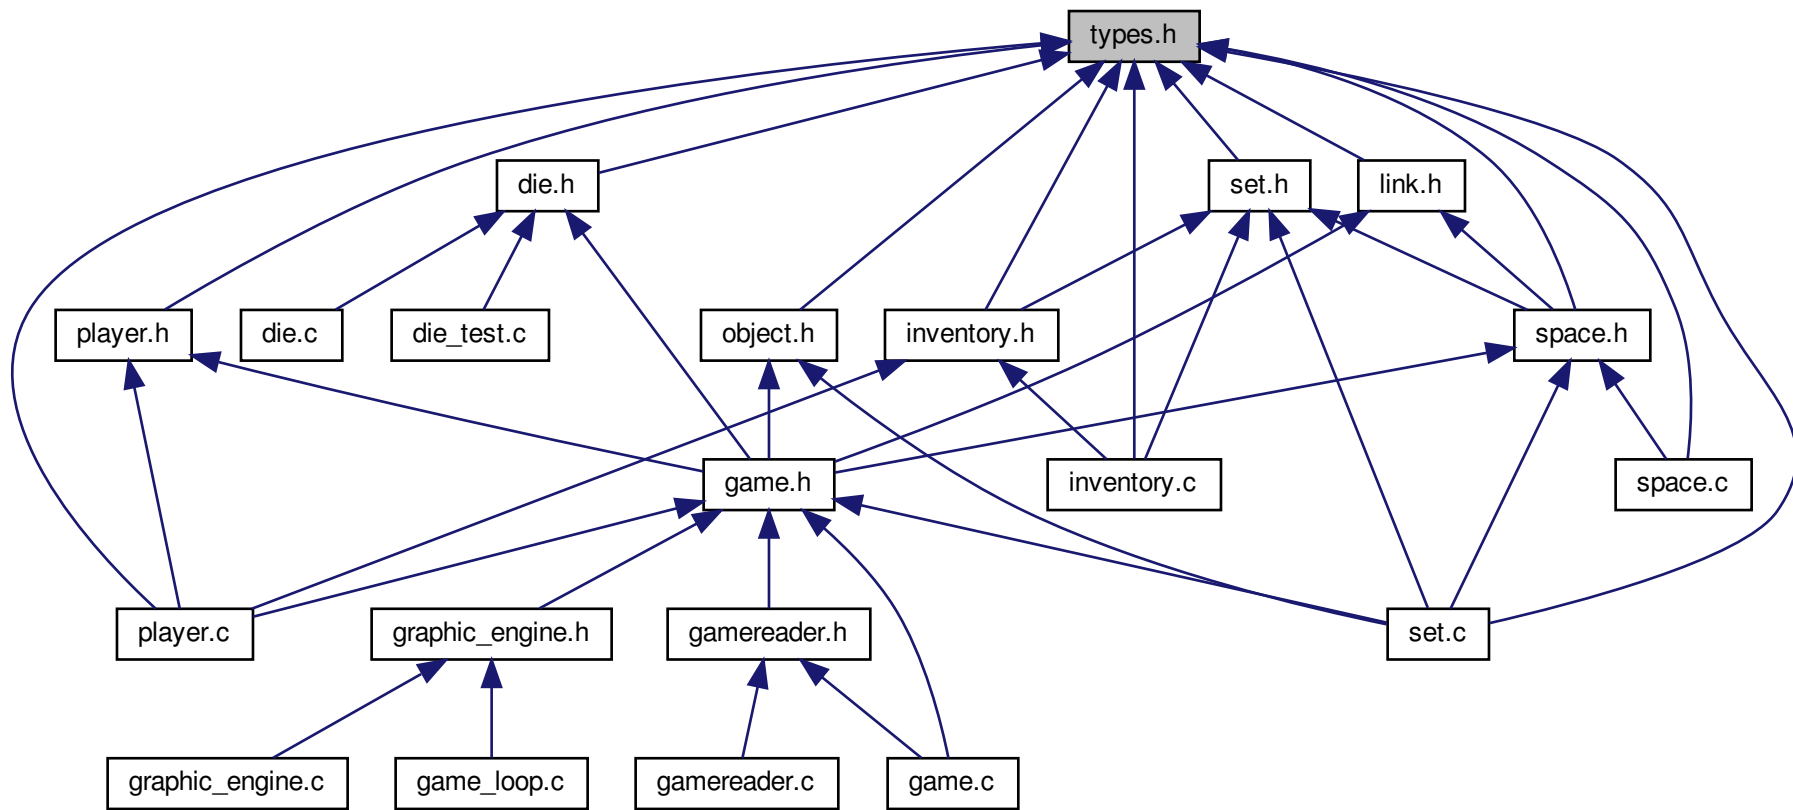 types.h
die.h
set.h
link.h
player.h
die.c
die_test.c
object.h
inventory.h
space.h
game.h
inventory.c
space.c
player.c
graphic_engine.h
gamereader.h
set.c
graphic_engine.c
game_loop.c
gamereader.c
game.c